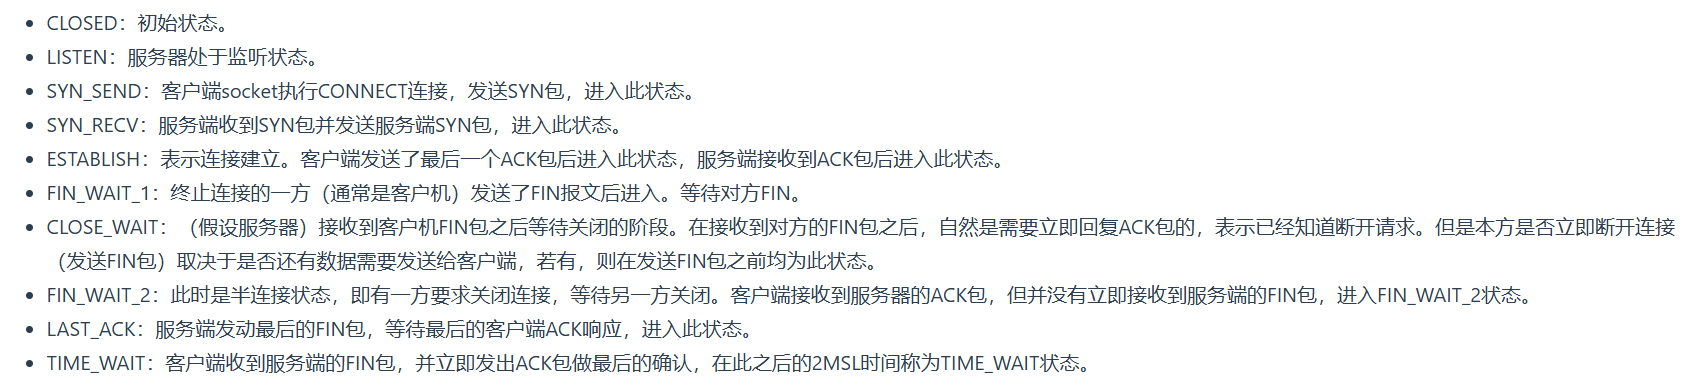 • CLOSED：初始状态。
• LISTEN：服务器处于监听状态。
• SYN_SEND：客户端socket执行CONNECT连接，发送SYN包，进入此状态。
• SYN_RECV：服务端收到SYN包并发送服务端SYN包，进入此状态。
• ESTABLISH：表示连接建立。客户端发送了最后一个ACK包后进入此状态，服务端接收到ACK包后进入此状态。
• FIN_WAIT_1：终止连接的一方（通常是客户机）发送了FIN报文后进入。等待对方FIN。
• CLOSE_WAIT：（假设服务器）接收到客户机FIN包之后等待关闭的阶段。在接收到对方的FIN包之后，自然是需要立即回复ACK包的，表示已经知道断开请求。但是本方是否立即断开连接
（发送FIN包）取决于是否还有数据需要发送给客户端，若有，则在发送FIN包之前均为此状态。
• FIN_WAIT_2：此时是半连接状态，即有一方要求关闭连接，等待另一方关闭。客户端接收到服务器的ACK包，但并没有立即接收到服务端的FIN包，进入FIN_WAIT_2状态。
• LAST_ACK：服务端发动最后的FIN包，等待最后的客户端ACK响应，进入此状态。
• TIME_WAIT：客户端收到服务端的FIN包，并立即发出ACK包做最后的确认，在此之后的2MSL时间称为TIME_WAIT状态。